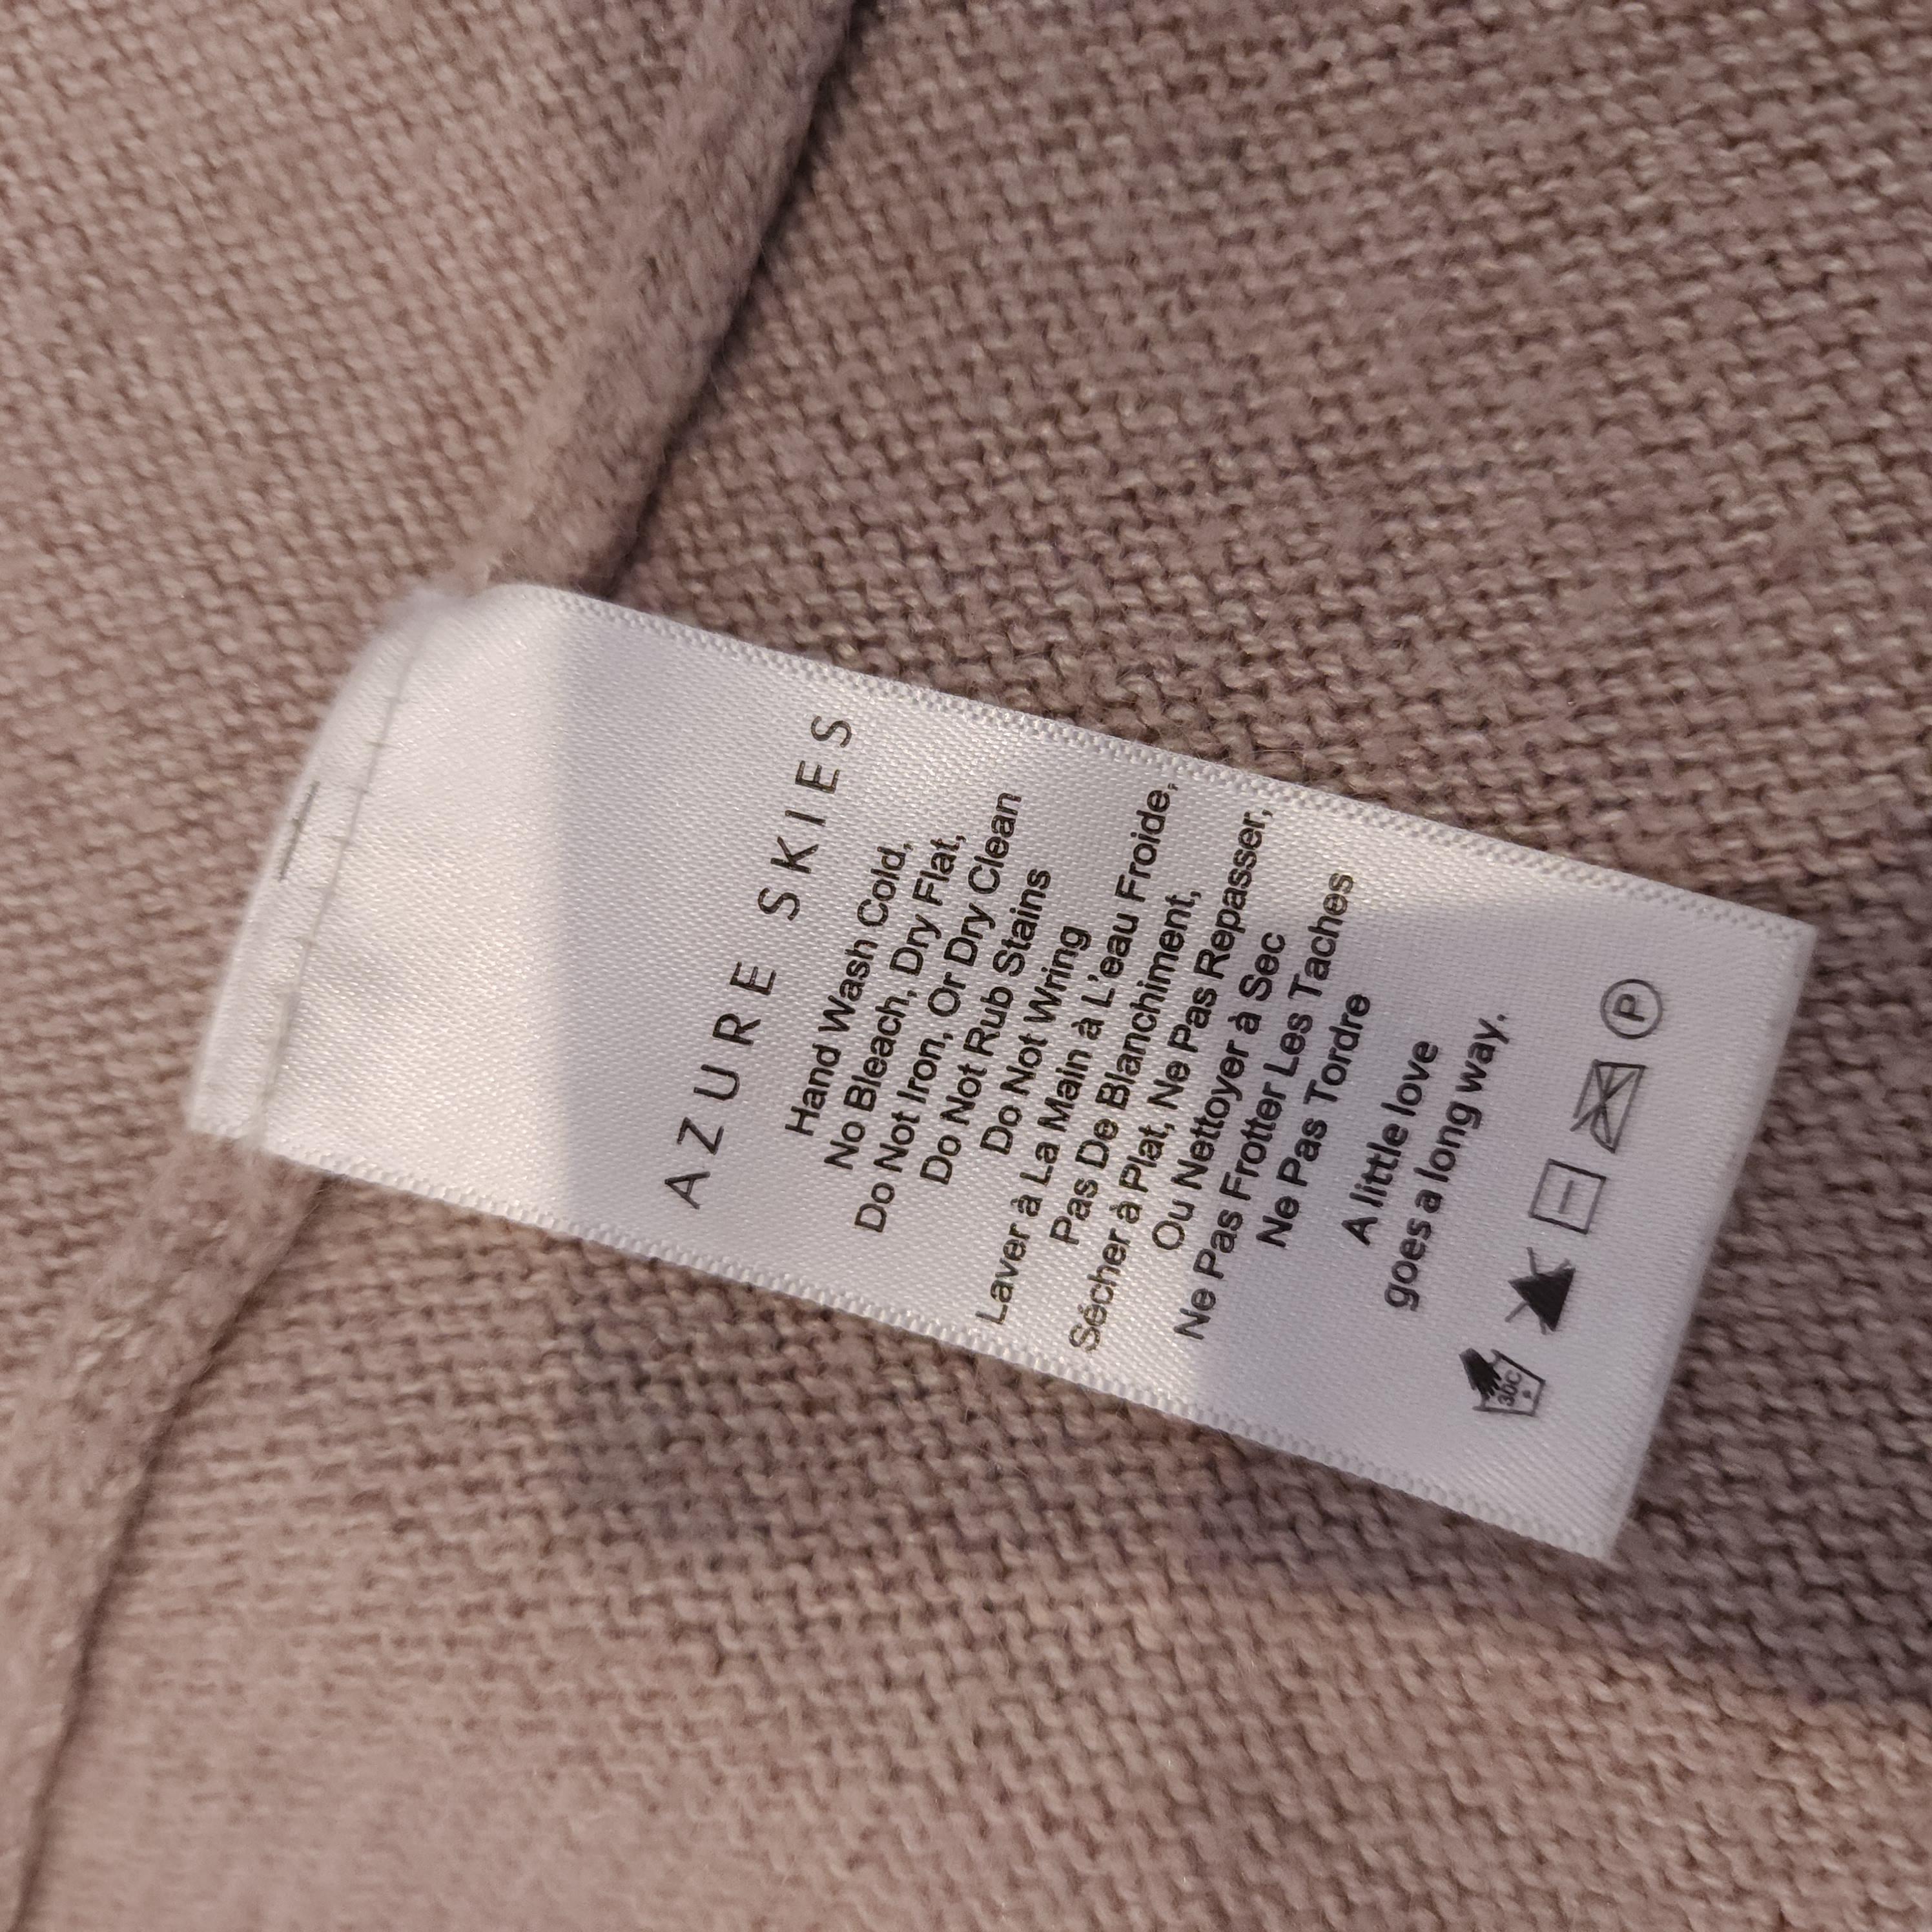 AZURE SKIES
Hand Wash Cold,
No Bleach, Dry Flat,
Do Not Iron, Or Dry Clean
Do Not Rub Stains
Do Not Wring
Laver à La Main à L'eau Froide,
Pas De Blanchiment,
Sécher à Plat, Ne Pas Repasser,
Ou Nettoyer à Sec
Ne Pas Frotter Les Taches
Ne Pas Tordre
A little love
goes a long way.
30C P